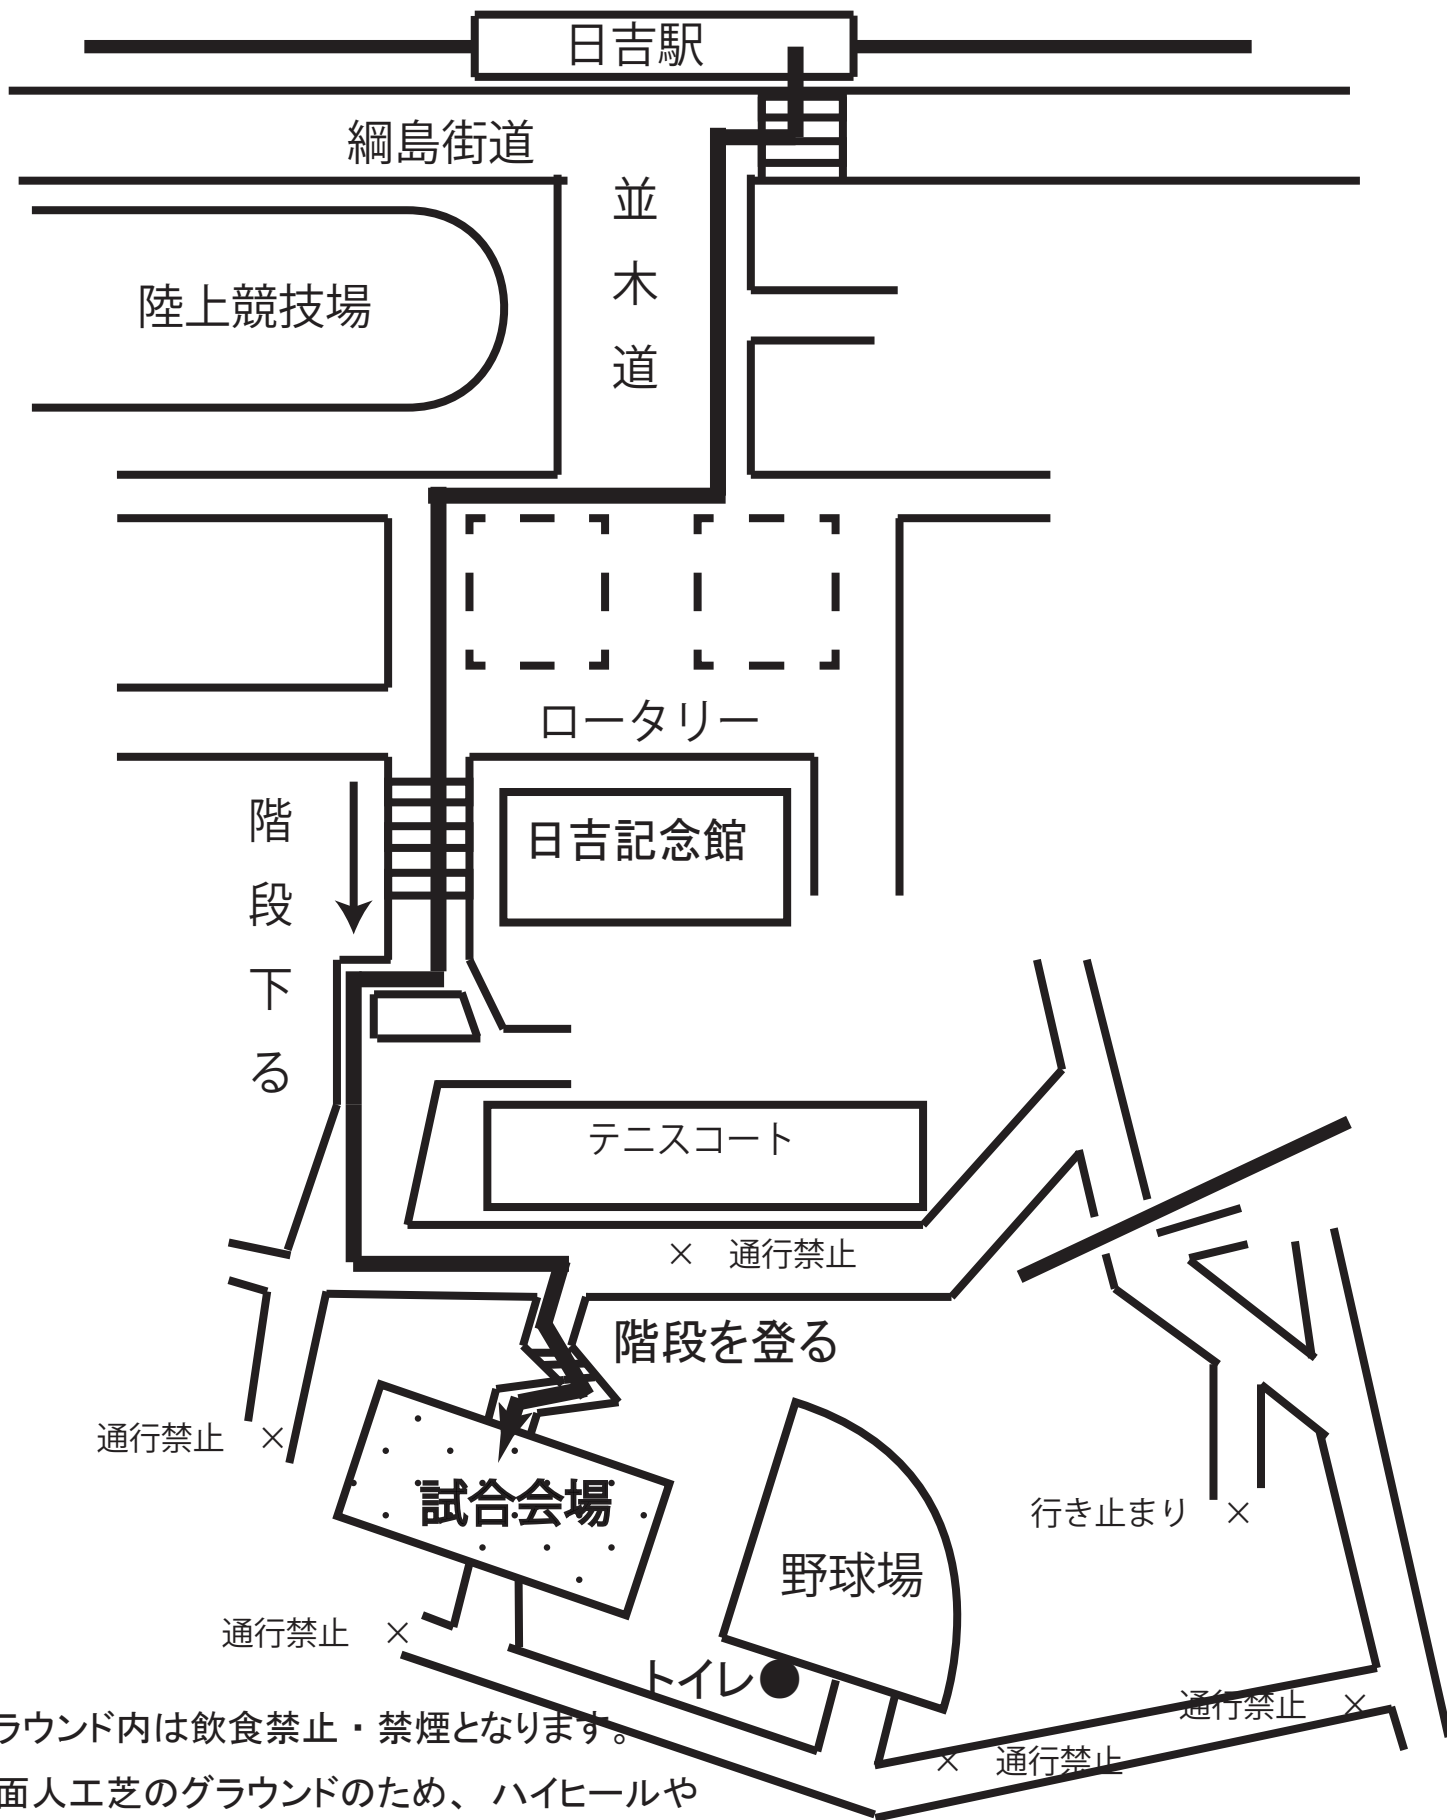 日吉駅
綱島街道
並木道
陸上競技場
ロータリー
日吉記念館
階段下る
テニスコート
× 通行禁止
階段を登る
通行禁止 ×
試合会場
行き止まり ×
野球場
通行禁止 ×
トイレ
通行禁止 ×
× 通行禁止
ラウンド内は飲食禁止・禁煙となります。
面人工芝のグラウンドのため、ハイヒールや